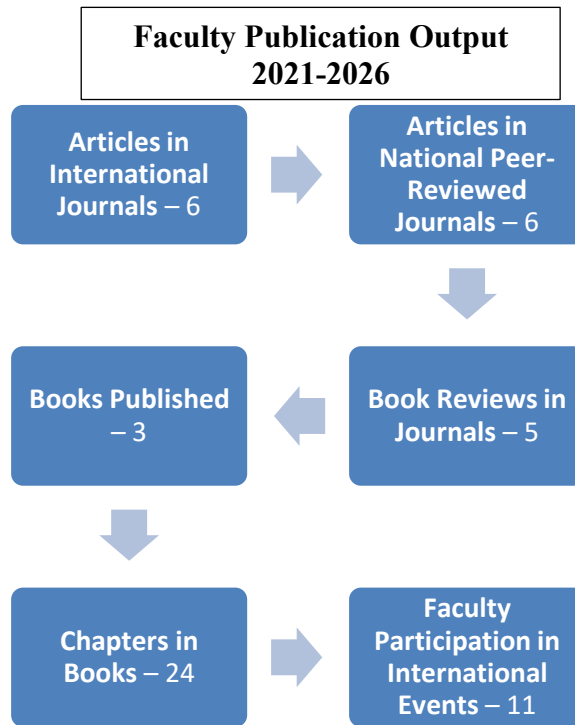 Faculty Publication Output
2021-2026
Articles in
International
Journals – 6
Articles in
National Peer-
Reviewed
Journals – 6
Book Reviews in
Journals – 5
Books Published
– 3
Chapters in
Books – 24
Faculty
Participation in
International
Events – 11